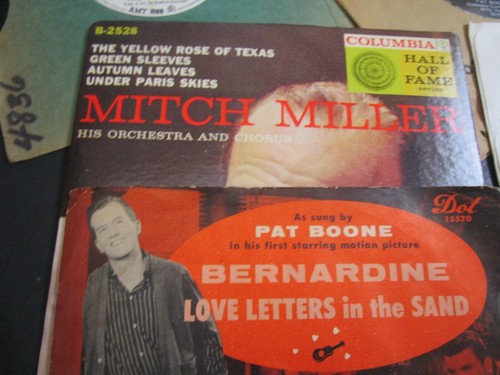 B-2528
THE YELLOW ROSE OF TEXAS
GREEN SLEEVES
AUTUMN LEAVES
UNDER PARIS SKIES
COLUMBIA
HALL
OF
FAME
series
MITCH MILLER
HIS ORCHESTRA AND CHORUS
4836
Dot
15570
As sung by
PAT BOONE
in his first starring motion picture
BERNARDINE
LOVE LETTERS in the SAND